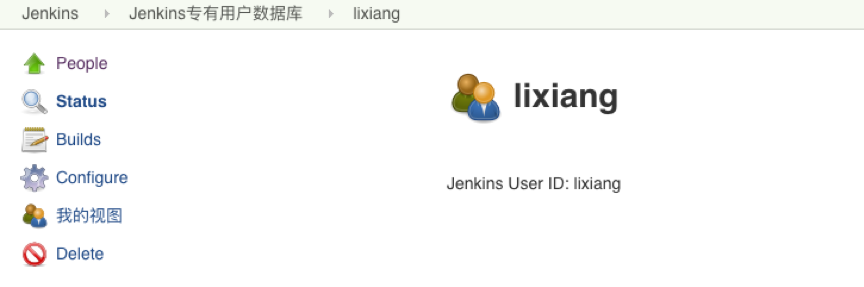 Jenkins Jenkins专有用户数据库 lixiang
People
Status
Builds
Configure
我的视图
Delete
lixiang
Jenkins User ID: lixiang